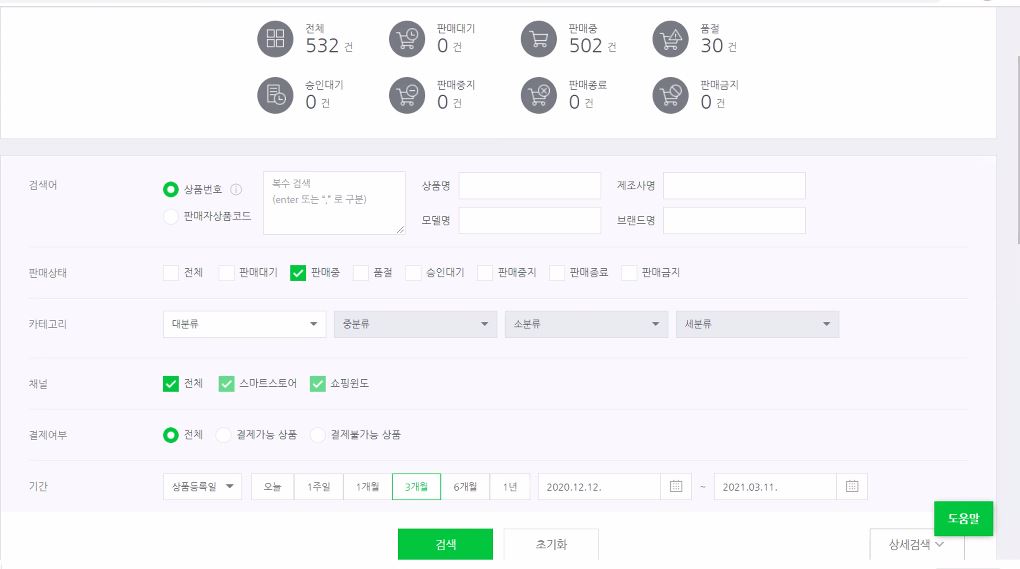 전체 판매대기 판매중 품절
532 건 0 건 502 건 30 건
승인대기 판매중지 판매종료 판매금지
0 건 0 건 0 건 0 건
검색어 상품번호 복수 검색 상품명 제조사명
(enter 또는 "," 로 구분)
판매자상품코드 모델명 브랜드명
판매상태 전체 판매대기 판매중 품절 승인대기 판매중지 판매종료 판매금지
카테고리 대분류 중분류 소분류 세분류
채널 전체 스마트스토어 쇼핑윈도
결제여부 전체 결제가능 상품 결제불가능 상품
기간 상품등록일 오늘 1주일 1개월 3개월 6개월 1년 2020.12.12. ~ 2021.03.11.
도움말
검색 초기화 상세검색